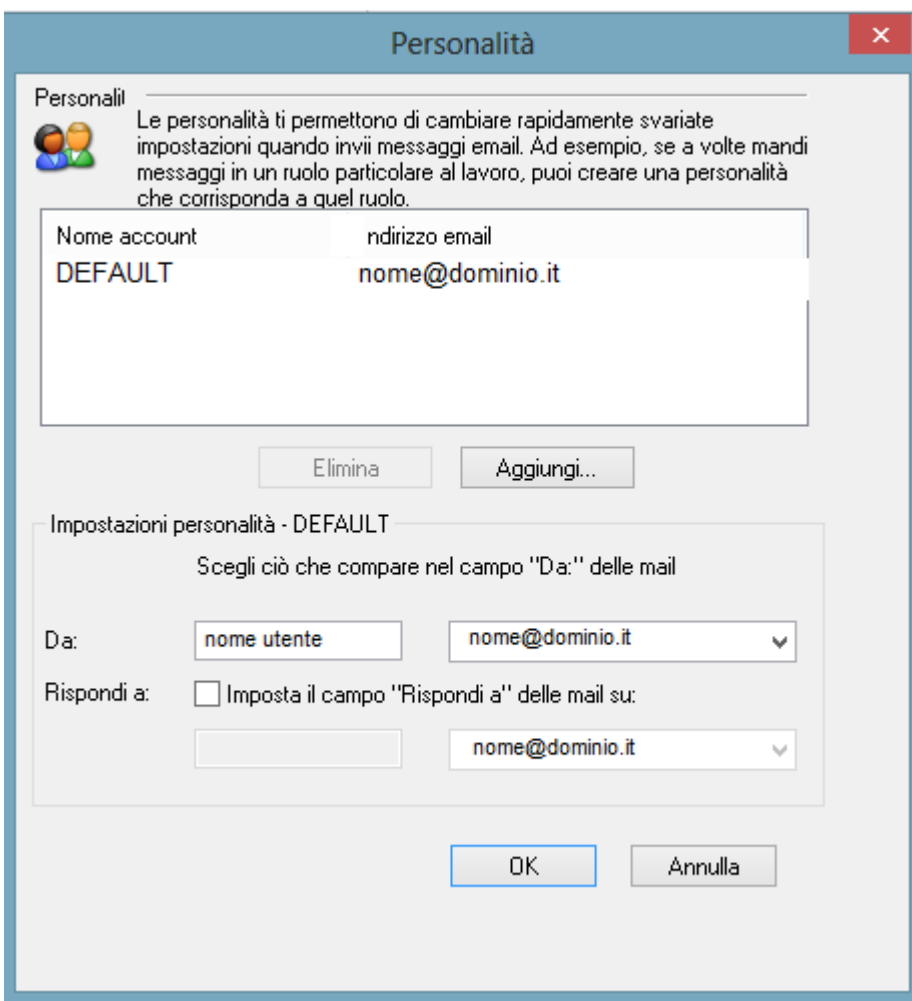 Personalità
Personalit
Le personalità ti permettono di cambiare rapidamente svariate
impostazioni quando invii messaggi email. Ad esempio, se a volte mandi
messaggi in un ruolo particolare al lavoro, puoi creare una personalità
che corrisponda a quel ruolo.
Nome account ndirizzo email
DEFAULT nome@dominio.it
Elimina Aggiungi...
Impostazioni personalità - DEFAULT
Scegli ciò che compare nel campo "Da:" delle mail
Da: nome utente nome@dominio.it
Rispondi a: Imposta il campo "Rispondi a" delle mail su:
nome@dominio.it
OK Annulla